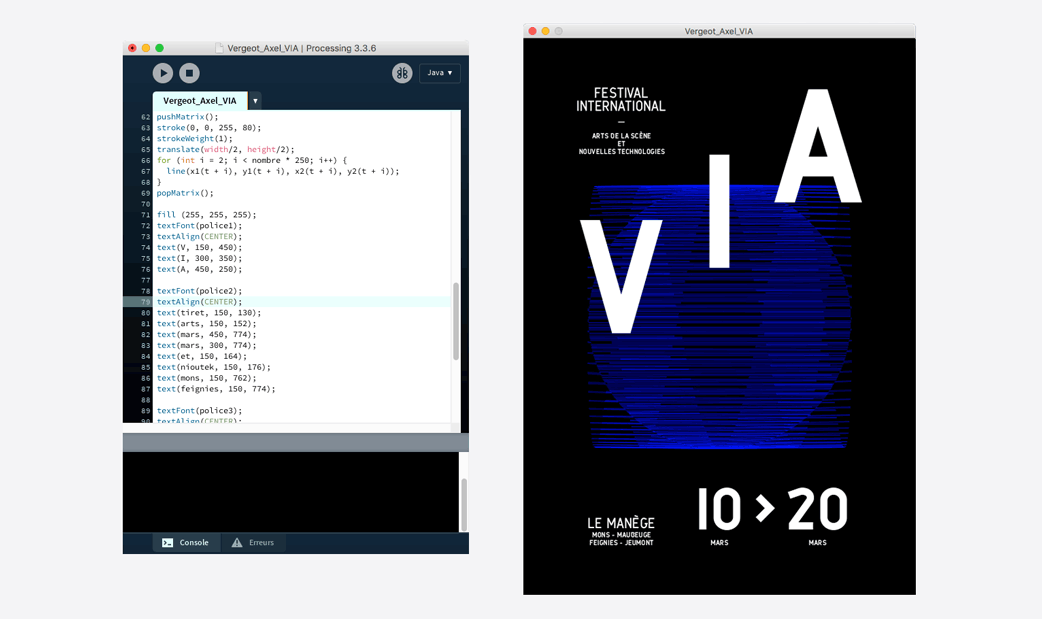 Vergeot_Axel_VIA | Processing 3.3.6
Java ▾
Vergeot_Axel_VIA ▾
62 pushMatrix();
63 stroke(0, 0, 255, 80);
64 strokeWeight(1);
65 translate(width/2, height/2);
66 for (int i = 2; i < nombre * 250; i++) {
67 line(x1(t + i), y1(t + i), x2(t + i), y2(t + i));
68 }
69 popMatrix();
70
71 fill (255, 255, 255);
72 textFont(police1);
73 textAlign(CENTER);
74 text(V, 150, 450);
75 text(I, 300, 350);
76 text(A, 450, 250);
77
78 textFont(police2);
79 textAlign(CENTER);
80 text(tiret, 150, 130);
81 text(arts, 150, 152);
82 text(mars, 450, 774);
83 text(mars, 300, 774);
84 text(et, 150, 164);
85 text(nioutek, 150, 176);
86 text(mons, 150, 762);
87 text(feignies, 150, 774);
88
89 textFont(police3);
90 textAlign(CENTER);
Console
Erreurs
Vergeot_Axel_VIA
FESTIVAL
INTERNATIONAL
—
ARTS DE LA SCÈNE
ET
NOUVELLES TECHNOLOGIES
V I A
LE MANÈGE
MONS - MAUBEUGE
FEIGNIES - JEUMONT
10 > 20
MARS MARS